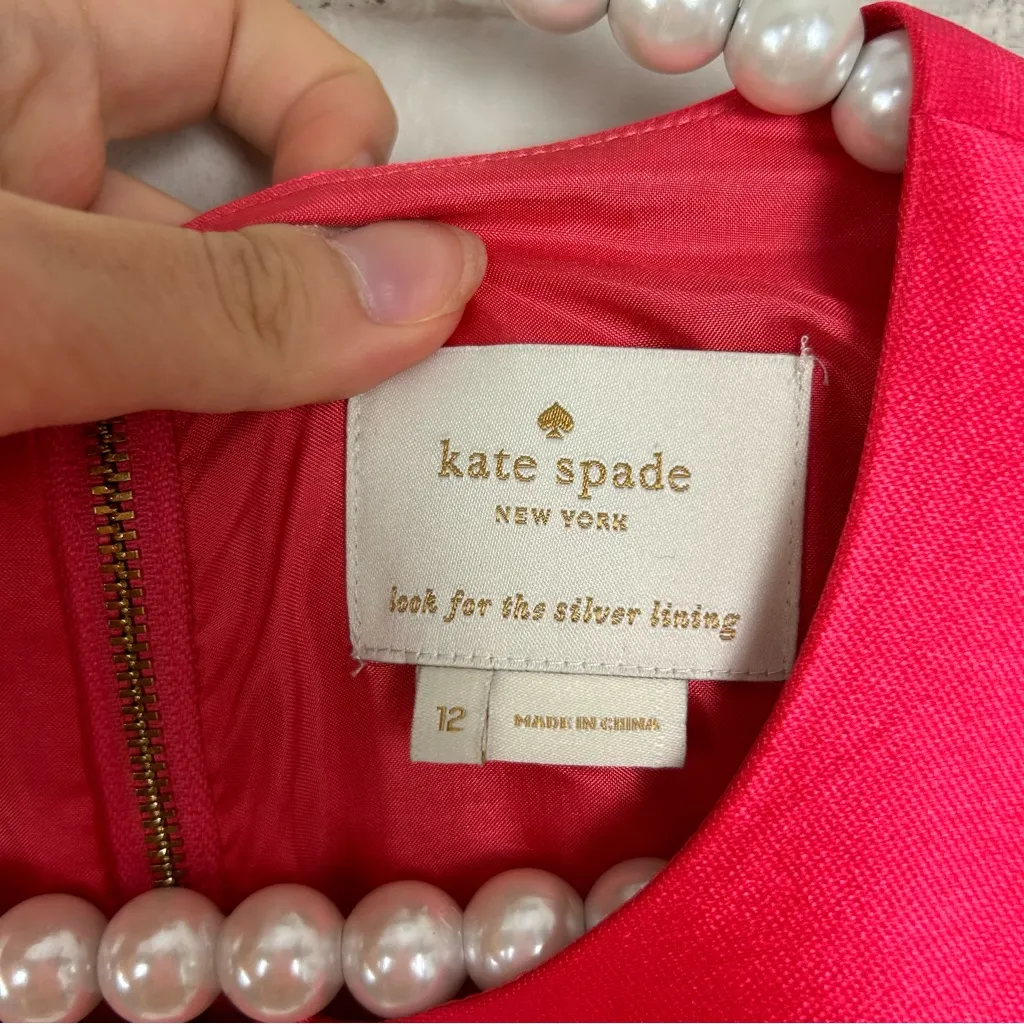 kate spade
NEW YORK
look for the silver lining
12
MADE IN CHINA